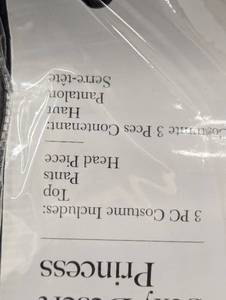 Princess
3 PC Costume Includes:
Top
Pants
Head Piece
3 Pces Contenant:
Haut
Pantalon
Serre-tête